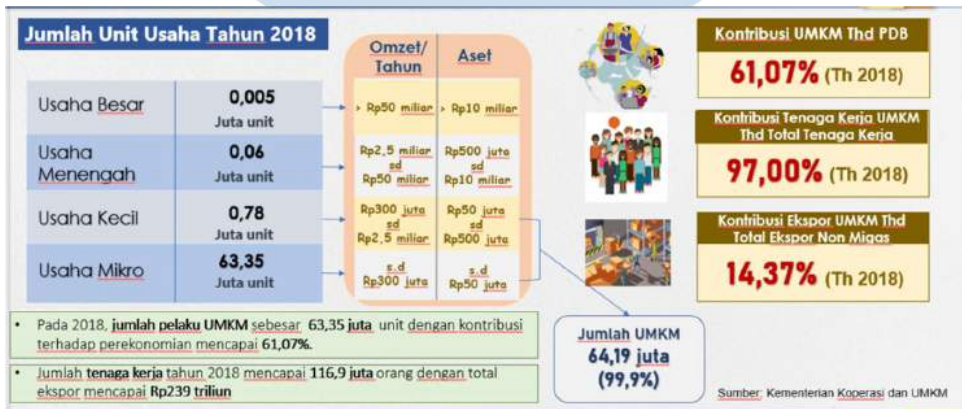 Jumlah Unit Usaha Tahun 2018
Omzet/
Tahun
Aset
Usaha Besar
0,005
Juta unit
> Rp50 miliar
> Rp10 miliar
Usaha
Menengah
0,06
Juta unit
Rp2,5 miliar
sd
Rp50 miliar
Rp500 juta
sd
Rp10 miliar
Usaha Kecil
0,78
Juta unit
Rp300 juta
sd
Rp2,5 miliar
Rp50 juta
sd
Rp500 juta
Usaha Mikro
63,35
Juta unit
s.d
Rp300 juta
s.d
Rp50 juta
Kontribusi UMKM Thd PDB
61,07% (Th 2018)
Kontribusi Tenaga Kerja UMKM
Thd Total Tenaga Kerja
97,00% (Th 2018)
Kontribusi Ekspor UMKM Thd
Total Ekspor Non Migas
14,37% (Th 2018)
• Pada 2018, jumlah pelaku UMKM sebesar 63,35 juta unit dengan kontribusi
terhadap perekonomian mencapai 61,07%.
• Jumlah tenaga kerja tahun 2018 mencapai 116,9 juta orang dengan total
ekspor mencapai Rp239 triliun
Jumlah UMKM
64,19 juta
(99,9%)
Sumber: Kementerian Koperasi dan UMKM